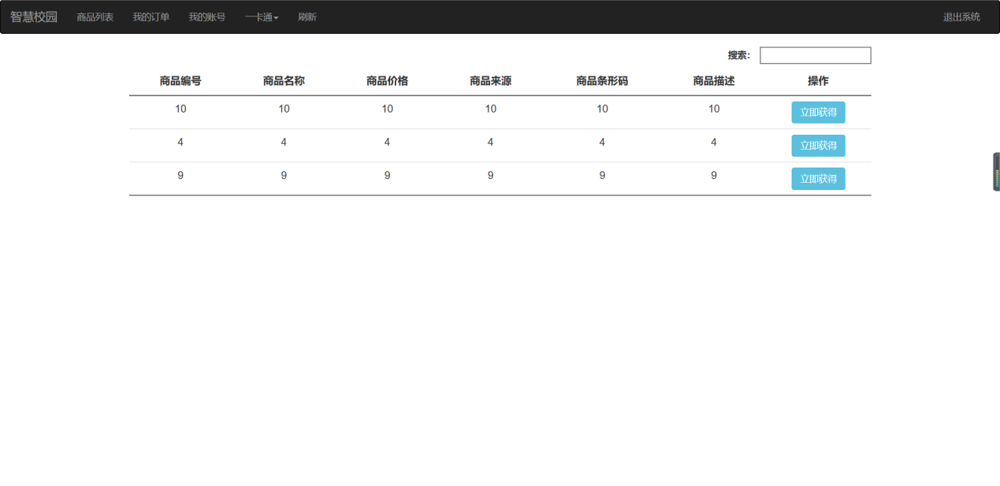 智慧校园 商品列表 我的订单 我的账号 一卡通 刷新 退出系统
搜索:
商品编号 商品名称 商品价格 商品来源 商品条形码 商品描述 操作
10 10 10 10 10 10 立即获得
4 4 4 4 4 4 立即获得
9 9 9 9 9 9 立即获得